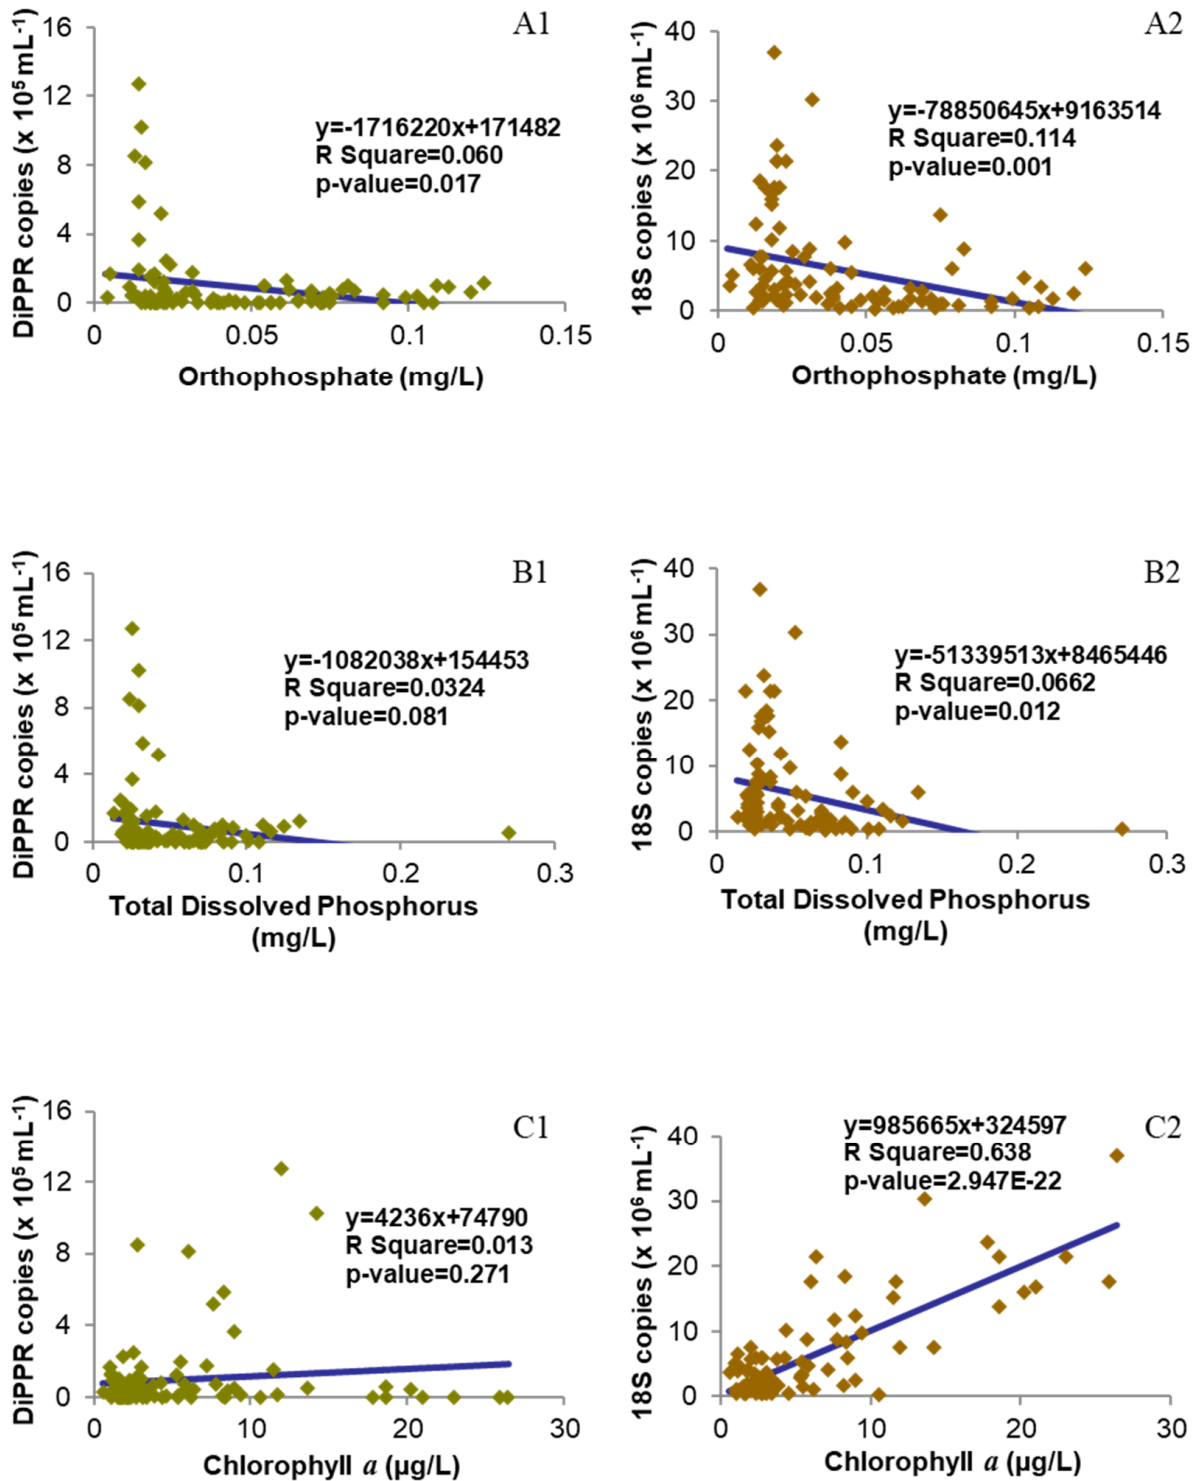 A1
DiPPR copies (x 10⁵ mL⁻¹)
16
12
8
4
0
y=-1716220x+171482
R Square=0.060
p-value=0.017
0 0.05 0.1 0.15
Orthophosphate (mg/L)
A2
18S copies (x 10⁶ mL⁻¹)
40
30
20
10
0
y=-78850645x+9163514
R Square=0.114
p-value=0.001
0 0.05 0.1 0.15
Orthophosphate (mg/L)
B1
DiPPR copies (x 10⁵ mL⁻¹)
16
12
8
4
0
y=-1082038x+154453
R Square=0.0324
p-value=0.081
0 0.1 0.2 0.3
Total Dissolved Phosphorus
(mg/L)
B2
18S copies (x 10⁶ mL⁻¹)
40
30
20
10
0
y=-51339513x+8465446
R Square=0.0662
p-value=0.012
0 0.1 0.2 0.3
Total Dissolved Phosphorus
(mg/L)
C1
DiPPR copies (x 10⁵ mL⁻¹)
16
12
8
4
0
y=4236x+74790
R Square=0.013
p-value=0.271
0 10 20 30
Chlorophyll a (µg/L)
C2
18S copies (x 10⁶ mL⁻¹)
40
30
20
10
0
y=985665x+324597
R Square=0.638
p-value=2.947E-22
0 10 20 30
Chlorophyll a (µg/L)